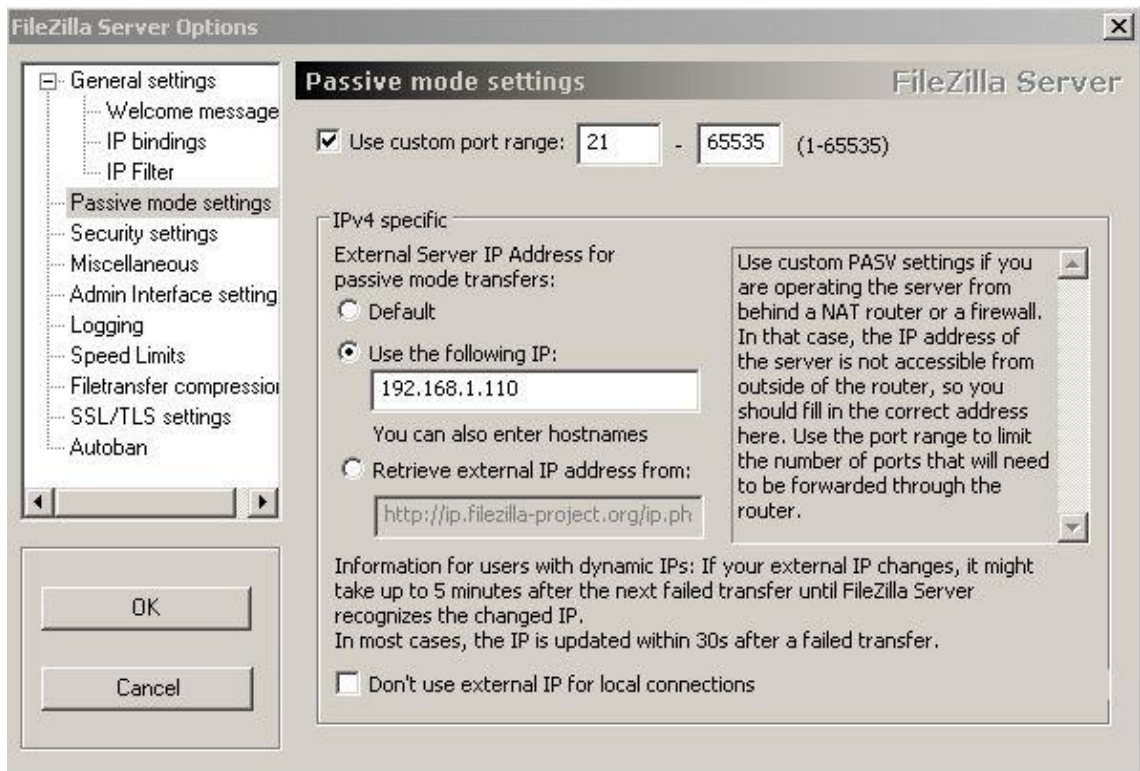 FileZilla Server Options
General settings
Welcome message
IP bindings
IP Filter
Passive mode settings
Security settings
Miscellaneous
Admin Interface setting
Logging
Speed Limits
Filetransfer compression
SSL/TLS settings
Autoban
OK
Cancel
Passive mode settings
FileZilla Server
Use custom port range: 21 - 65535 (1-65535)
IPv4 specific
External Server IP Address for
passive mode transfers:
Default
Use the following IP:
192.168.1.110
You can also enter hostnames
Retrieve external IP address from:
http://ip.filezilla-project.org/ip.ph
Use custom PASV settings if you
are operating the server from
behind a NAT router or a firewall.
In that case, the IP address of
the server is not accessible from
outside of the router, so you
should fill in the correct address
here. Use the port range to limit
the number of ports that will need
to be forwarded through the
router.
Information for users with dynamic IPs: If your external IP changes, it might
take up to 5 minutes after the next failed transfer until FileZilla Server
recognizes the changed IP.
In most cases, the IP is updated within 30s after a failed transfer.
Don't use external IP for local connections